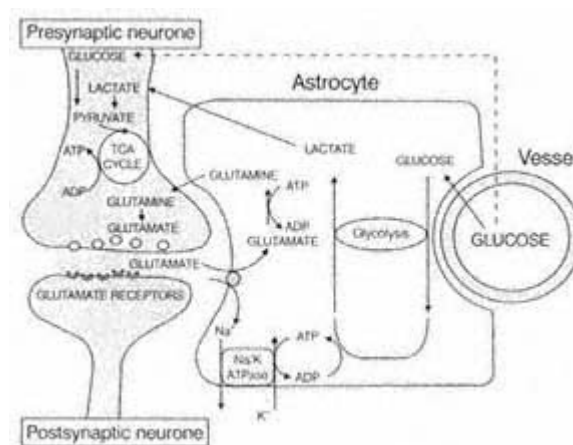 Presynaptic neurone
GLUCOSE
LACTATE
PYRUVATE
ATP
TCA
CYCLE
ADP
GLUTAMINE
GLUTAMATE
GLUTAMATE
GLUTAMATE RECEPTORS
Postsynaptic neurone
Astrocyte
LACTATE
GLUCOSE
GLUTAMINE
ATP
ADP
GLUTAMATE
Glycolysis
Na⁺
Na⁺K
ATP
ADP
K
Vesse
GLUCOSE